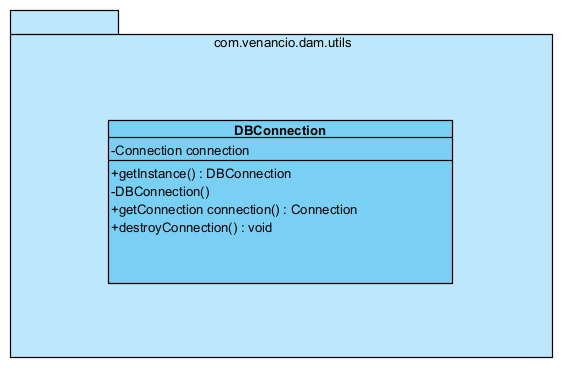 com.venancio.dam.utils
DBConnection
-Connection connection
+getInstance() : DBConnection
-DBConnection()
+getConnection connection() : Connection
+destroyConnection() : void